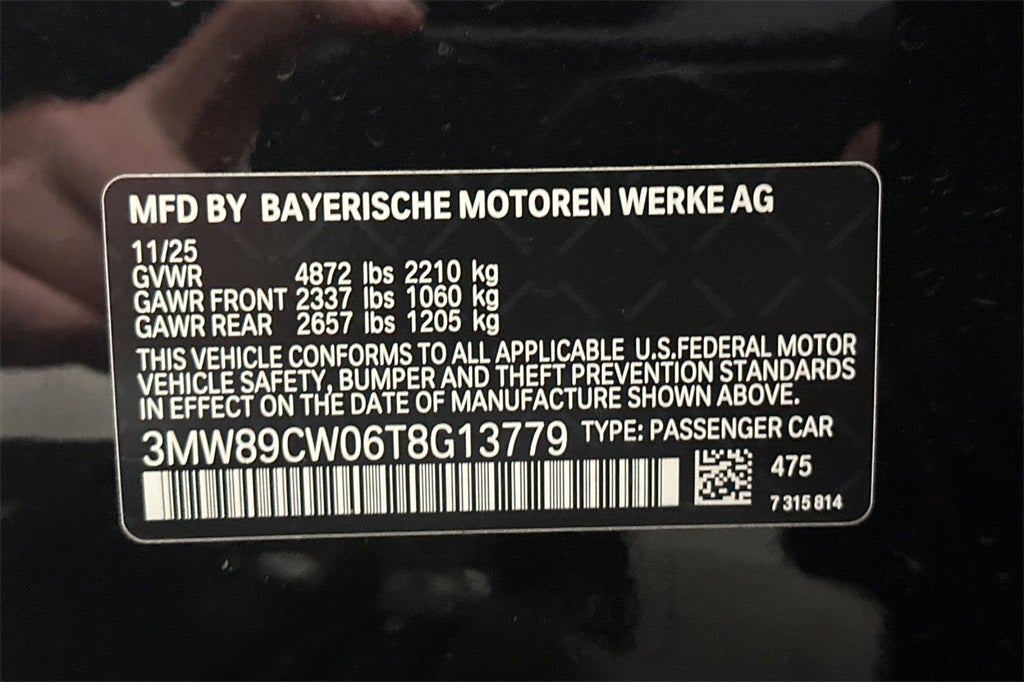 MFD BY BAYERISCHE MOTOREN WERKE AG
11/25
GVWR 4872 lbs 2210 kg
GAWR FRONT 2337 lbs 1060 kg
GAWR REAR 2657 lbs 1205 kg
THIS VEHICLE CONFORMS TO ALL APPLICABLE U.S.FEDERAL MOTOR
VEHICLE SAFETY, BUMPER AND THEFT PREVENTION STANDARDS
IN EFFECT ON THE DATE OF MANUFACTURE SHOWN ABOVE.
3MW89CW06T8G13779 TYPE: PASSENGER CAR
475
7 315 814